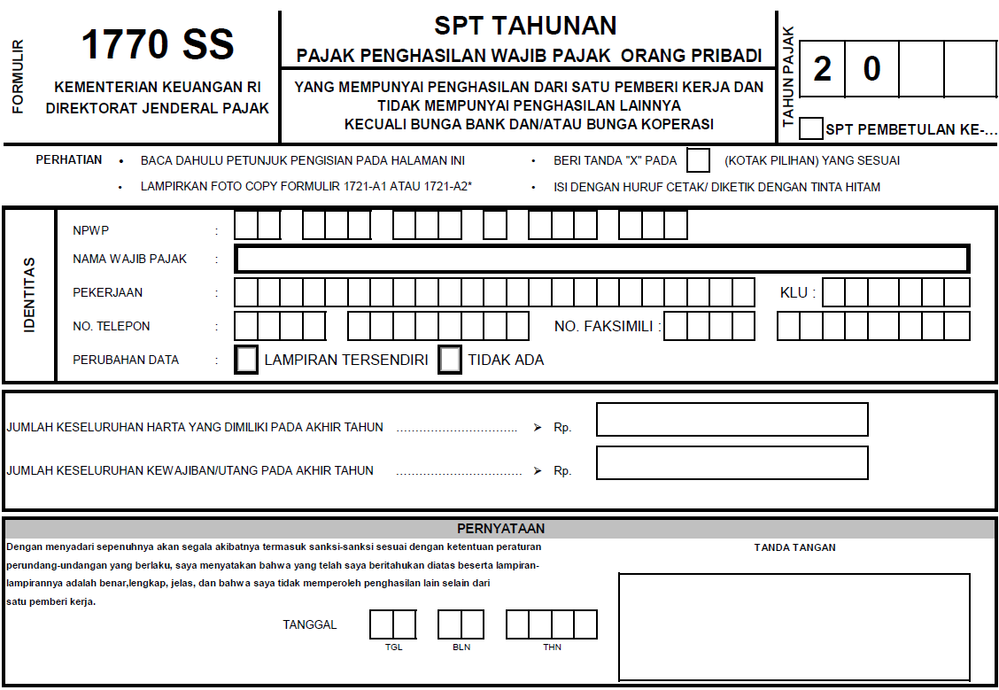 FORMULIR
1770 SS
KEMENTERIAN KEUANGAN RI
DIREKTORAT JENDERAL PAJAK
SPT TAHUNAN
PAJAK PENGHASILAN WAJIB PAJAK ORANG PRIBADI
YANG MEMPUNYAI PENGHASILAN DARI SATU PEMBERI KERJA DAN
TIDAK MEMPUNYAI PENGHASILAN LAINNYA
KECUALI BUNGA BANK DAN/ATAU BUNGA KOPERASI
TAHUN PAJAK
2 0
SPT PEMBETULAN KE-...
PERHATIAN • BACA DAHULU PETUNJUK PENGISIAN PADA HALAMAN INI • BERI TANDA "X" PADA (KOTAK PILIHAN) YANG SESUAI
• LAMPIRKAN FOTO COPY FORMULIR 1721-A1 ATAU 1721-A2* • ISI DENGAN HURUF CETAK/ DIKETIK DENGAN TINTA HITAM
IDENTITAS
NPWP :
NAMA WAJIB PAJAK :
PEKERJAAN : KLU :
NO. TELEPON : NO. FAKSIMILI :
PERUBAHAN DATA : LAMPIRAN TERSENDIRI TIDAK ADA
JUMLAH KESELURUHAN HARTA YANG DIMILIKI PADA AKHIR TAHUN ................................ ➢ Rp.
JUMLAH KESELURUHAN KEWAJIBAN/UTANG PADA AKHIR TAHUN ................................. ➢ Rp.
PERNYATAAN
Dengan menyadari sepenuhnya akan segala akibatnya termasuk sanksi-sanksi sesuai dengan ketentuan peraturan
perundang-undangan yang berlaku, saya menyatakan bahwa yang telah saya beritahukan diatas beserta lampiran-
lampirannya adalah benar,lengkap, jelas, dan bahwa saya tidak memperoleh penghasilan lain selain dari
satu pemberi kerja.
TANDA TANGAN
TANGGAL
TGL BLN THN